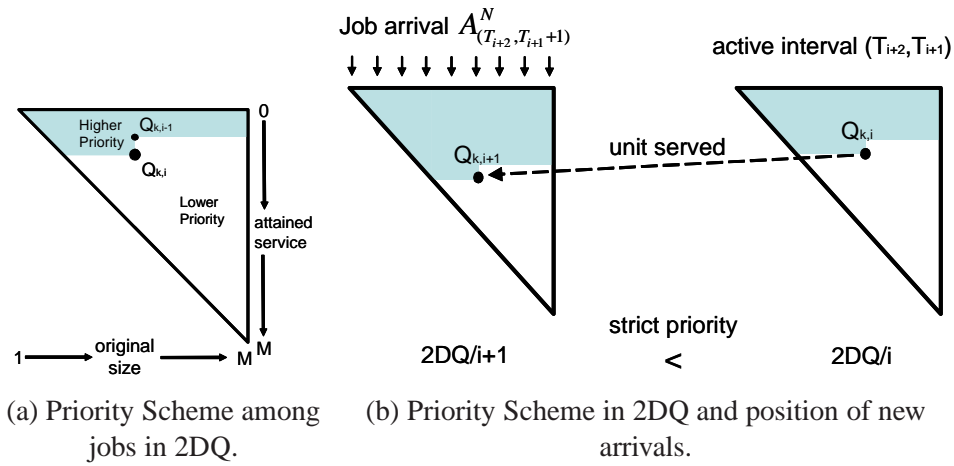 Job arrival A^N_(T_{i+2},T_{i+1}+1)
active interval (T_{i+2},T_{i+1})
0
Higher
Priority
Q_{k,i-1}
Q_{k,i}
Lower
Priority
attained
service
1
original
size
M
M
Q_{k,i+1}
unit served
Q_{k,i}
strict priority
2DQ/i+1
<
2DQ/i
(a) Priority Scheme among
jobs in 2DQ.
(b) Priority Scheme in 2DQ and position of new
arrivals.